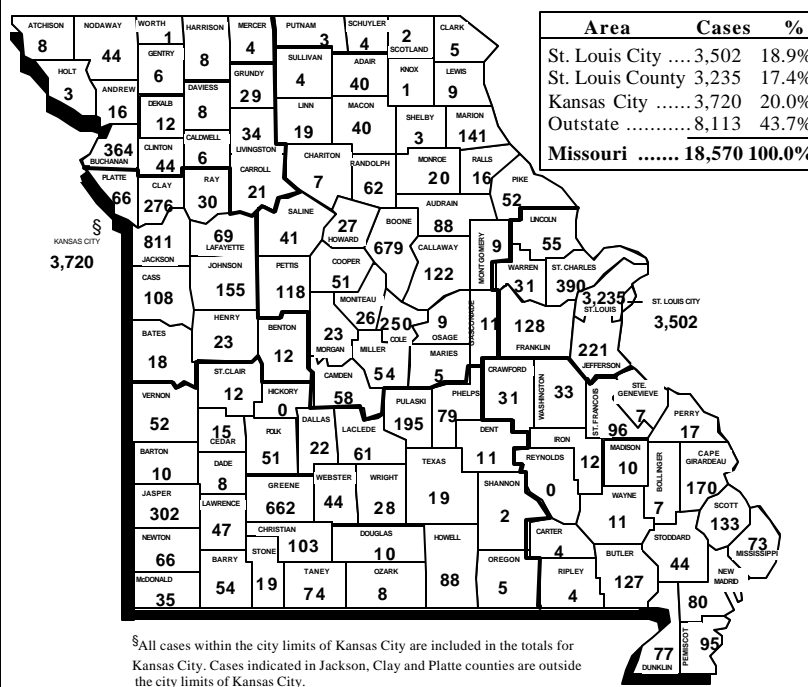 Area Cases %
St. Louis City .... 3,502 18.9%
St. Louis County 3,235 17.4%
Kansas City ...... 3,720 20.0%
Outstate ........... 8,113 43.7%
Missouri ....... 18,570 100.0%
ATCHISON 8
NODAWAY 44
WORTH 1
HARRISON 8
MERCER 4
PUTNAM 3
SCHUYLER 4
2 SCOTLAND
CLARK 5
HOLT 3
ANDREW 16
GENTRY 6
DAVIESS 8
GRUNDY 29
SULLIVAN 4
ADAIR 40
KNOX 1
LEWIS 9
DEKALB 12
34 LIVINGSTON
LINN 19
MACON 40
SHELBY 3
MARION 141
364 BUCHANAN
CLINTON 44
CALDWELL 6
CARROLL 21
CHARITON 7
RANDOLPH 62
MONROE 20
RALLS 16
PIKE 52
PLATTE 66
CLAY 276
RAY 30
§
KANSAS CITY
3,720
811 JACKSON
69 LAFAYETTE
SALINE 41
27 HOWARD
BOONE 679
AUDRAIN 88
CALLAWAY 122
9 MONTGOMERY
LINCOLN 55
WARREN 31
ST. CHARLES 390
3,235 ST.LOUIS
ST. LOUIS CITY
3,502
CASS 108
JOHNSON 155
PETTIS 118
COOPER 51
MONITEAU 26
250 COLE
9 OSAGE
GASCONADE 11
128 FRANKLIN
221 JEFFERSON
BATES 18
HENRY 23
BENTON 12
23 MORGAN
MILLER 54
MARIES 5
CAMDEN 58
PULASKI 195
PHELPS 79
CRAWFORD 31
WASHINGTON 33
ST. FRANCOIS 96
STE. GENEVIEVE 7
PERRY 17
ST.CLAIR 12
HICKORY 0
VERNON 52
15 CEDAR
POLK 51
DALLAS 22
LACLEDE 61
DENT 11
IRON 12
REYNOLDS 0
MADISON 10
BOLLINGER 7
CAPE GIRARDEAU 170
BARTON 10
DADE 8
GREENE 662
WEBSTER 44
WRIGHT 28
TEXAS 19
SHANNON 2
WAYNE 11
SCOTT 133
JASPER 302
LAWRENCE 47
CHRISTIAN 103
DOUGLAS 10
HOWELL 88
CARTER 4
BUTLER 127
STODDARD 44
73 MISSISSIPPI
NEWTON 66
BARRY 54
STONE 19
TANEY 74
OZARK 8
OREGON 5
RIPLEY 4
NEW MADRID 80
McDONALD 35
77 DUNKLIN
PEMISCOT 95
§All cases within the city limits of Kansas City are included in the totals for
Kansas City. Cases indicated in Jackson, Clay and Platte counties are outside
the city limits of Kansas City.